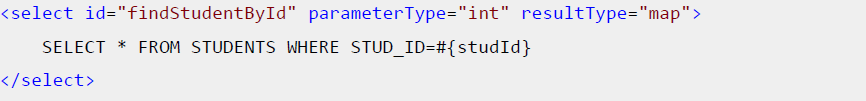 <select id="findStudentById" parameterType="int" resultType="map">
SELECT * FROM STUDENTS WHERE STUD_ID=#{studId}
</select>